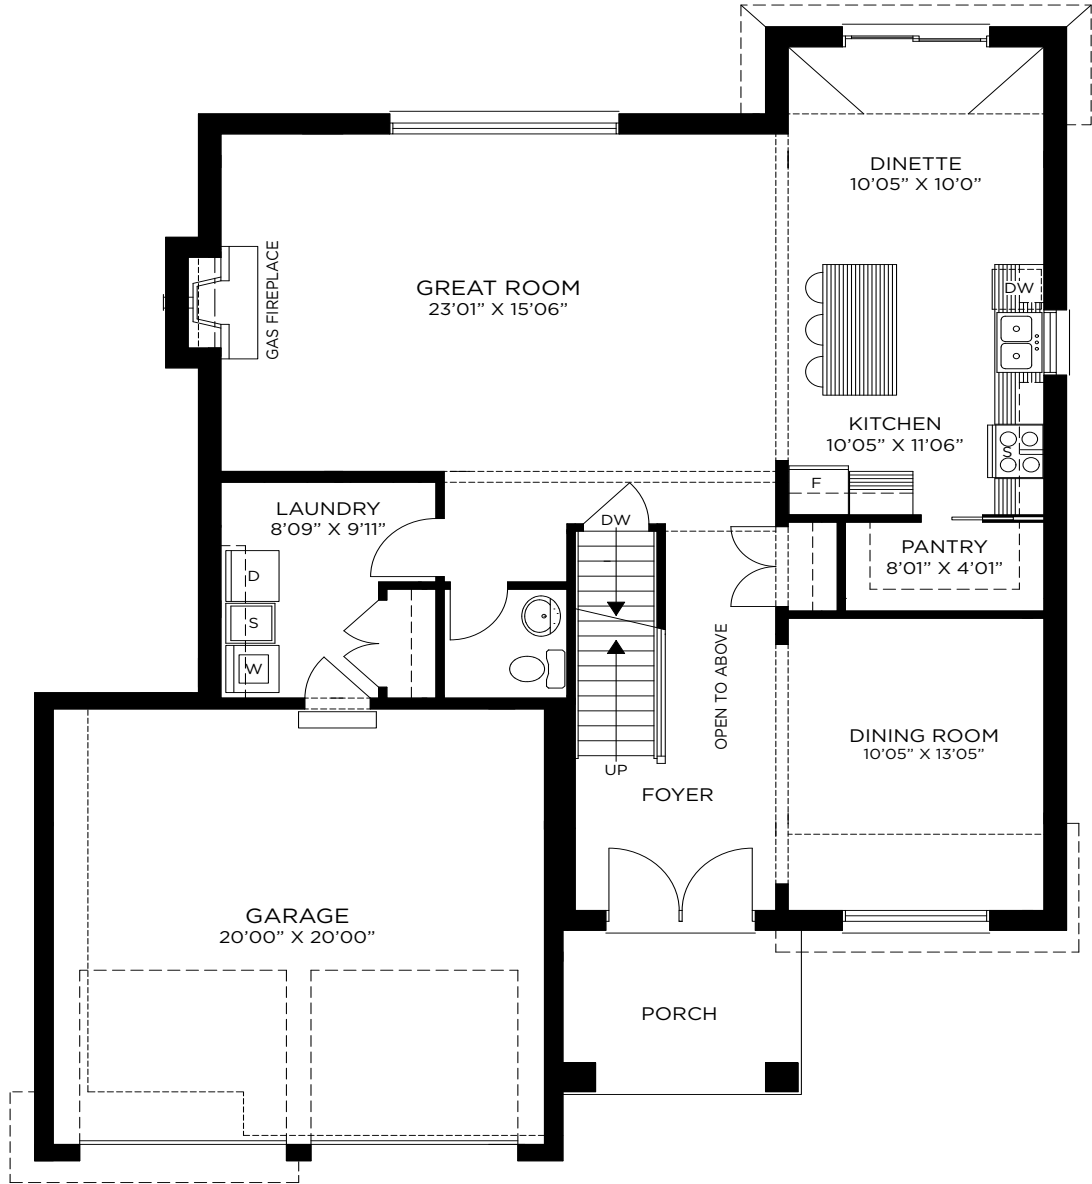 DINETTE
10'05” X 10'0”
GREAT ROOM
23'01” X 15'06”
GAS FIREPLACE
DW
KITCHEN
10'05” X 11'06”
S
F
LAUNDRY
8'09” X 9'11”
DW
PANTRY
8'01” X 4'01”
D
S
W
OPEN TO ABOVE
DINING ROOM
10'05” X 13'05”
UP
FOYER
GARAGE
20'00” X 20'00”
PORCH